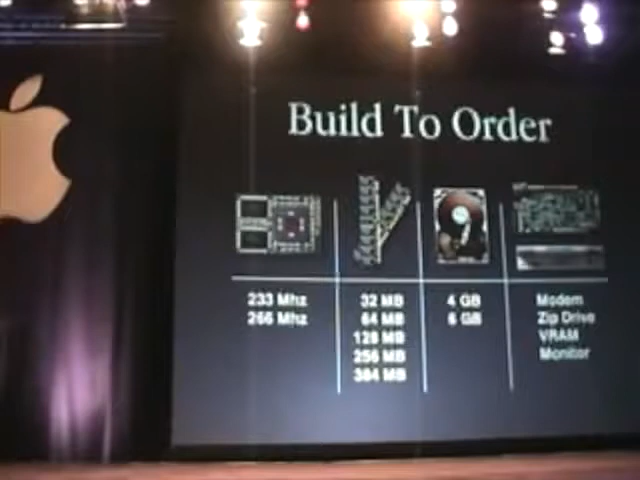 Build To Order
233 Mhz
266 Mhz
32 MB
64 MB
128 MB
256 MB
384 MB
4 GB
6 GB
Modem
Zip Drive
VRAM
Monitor